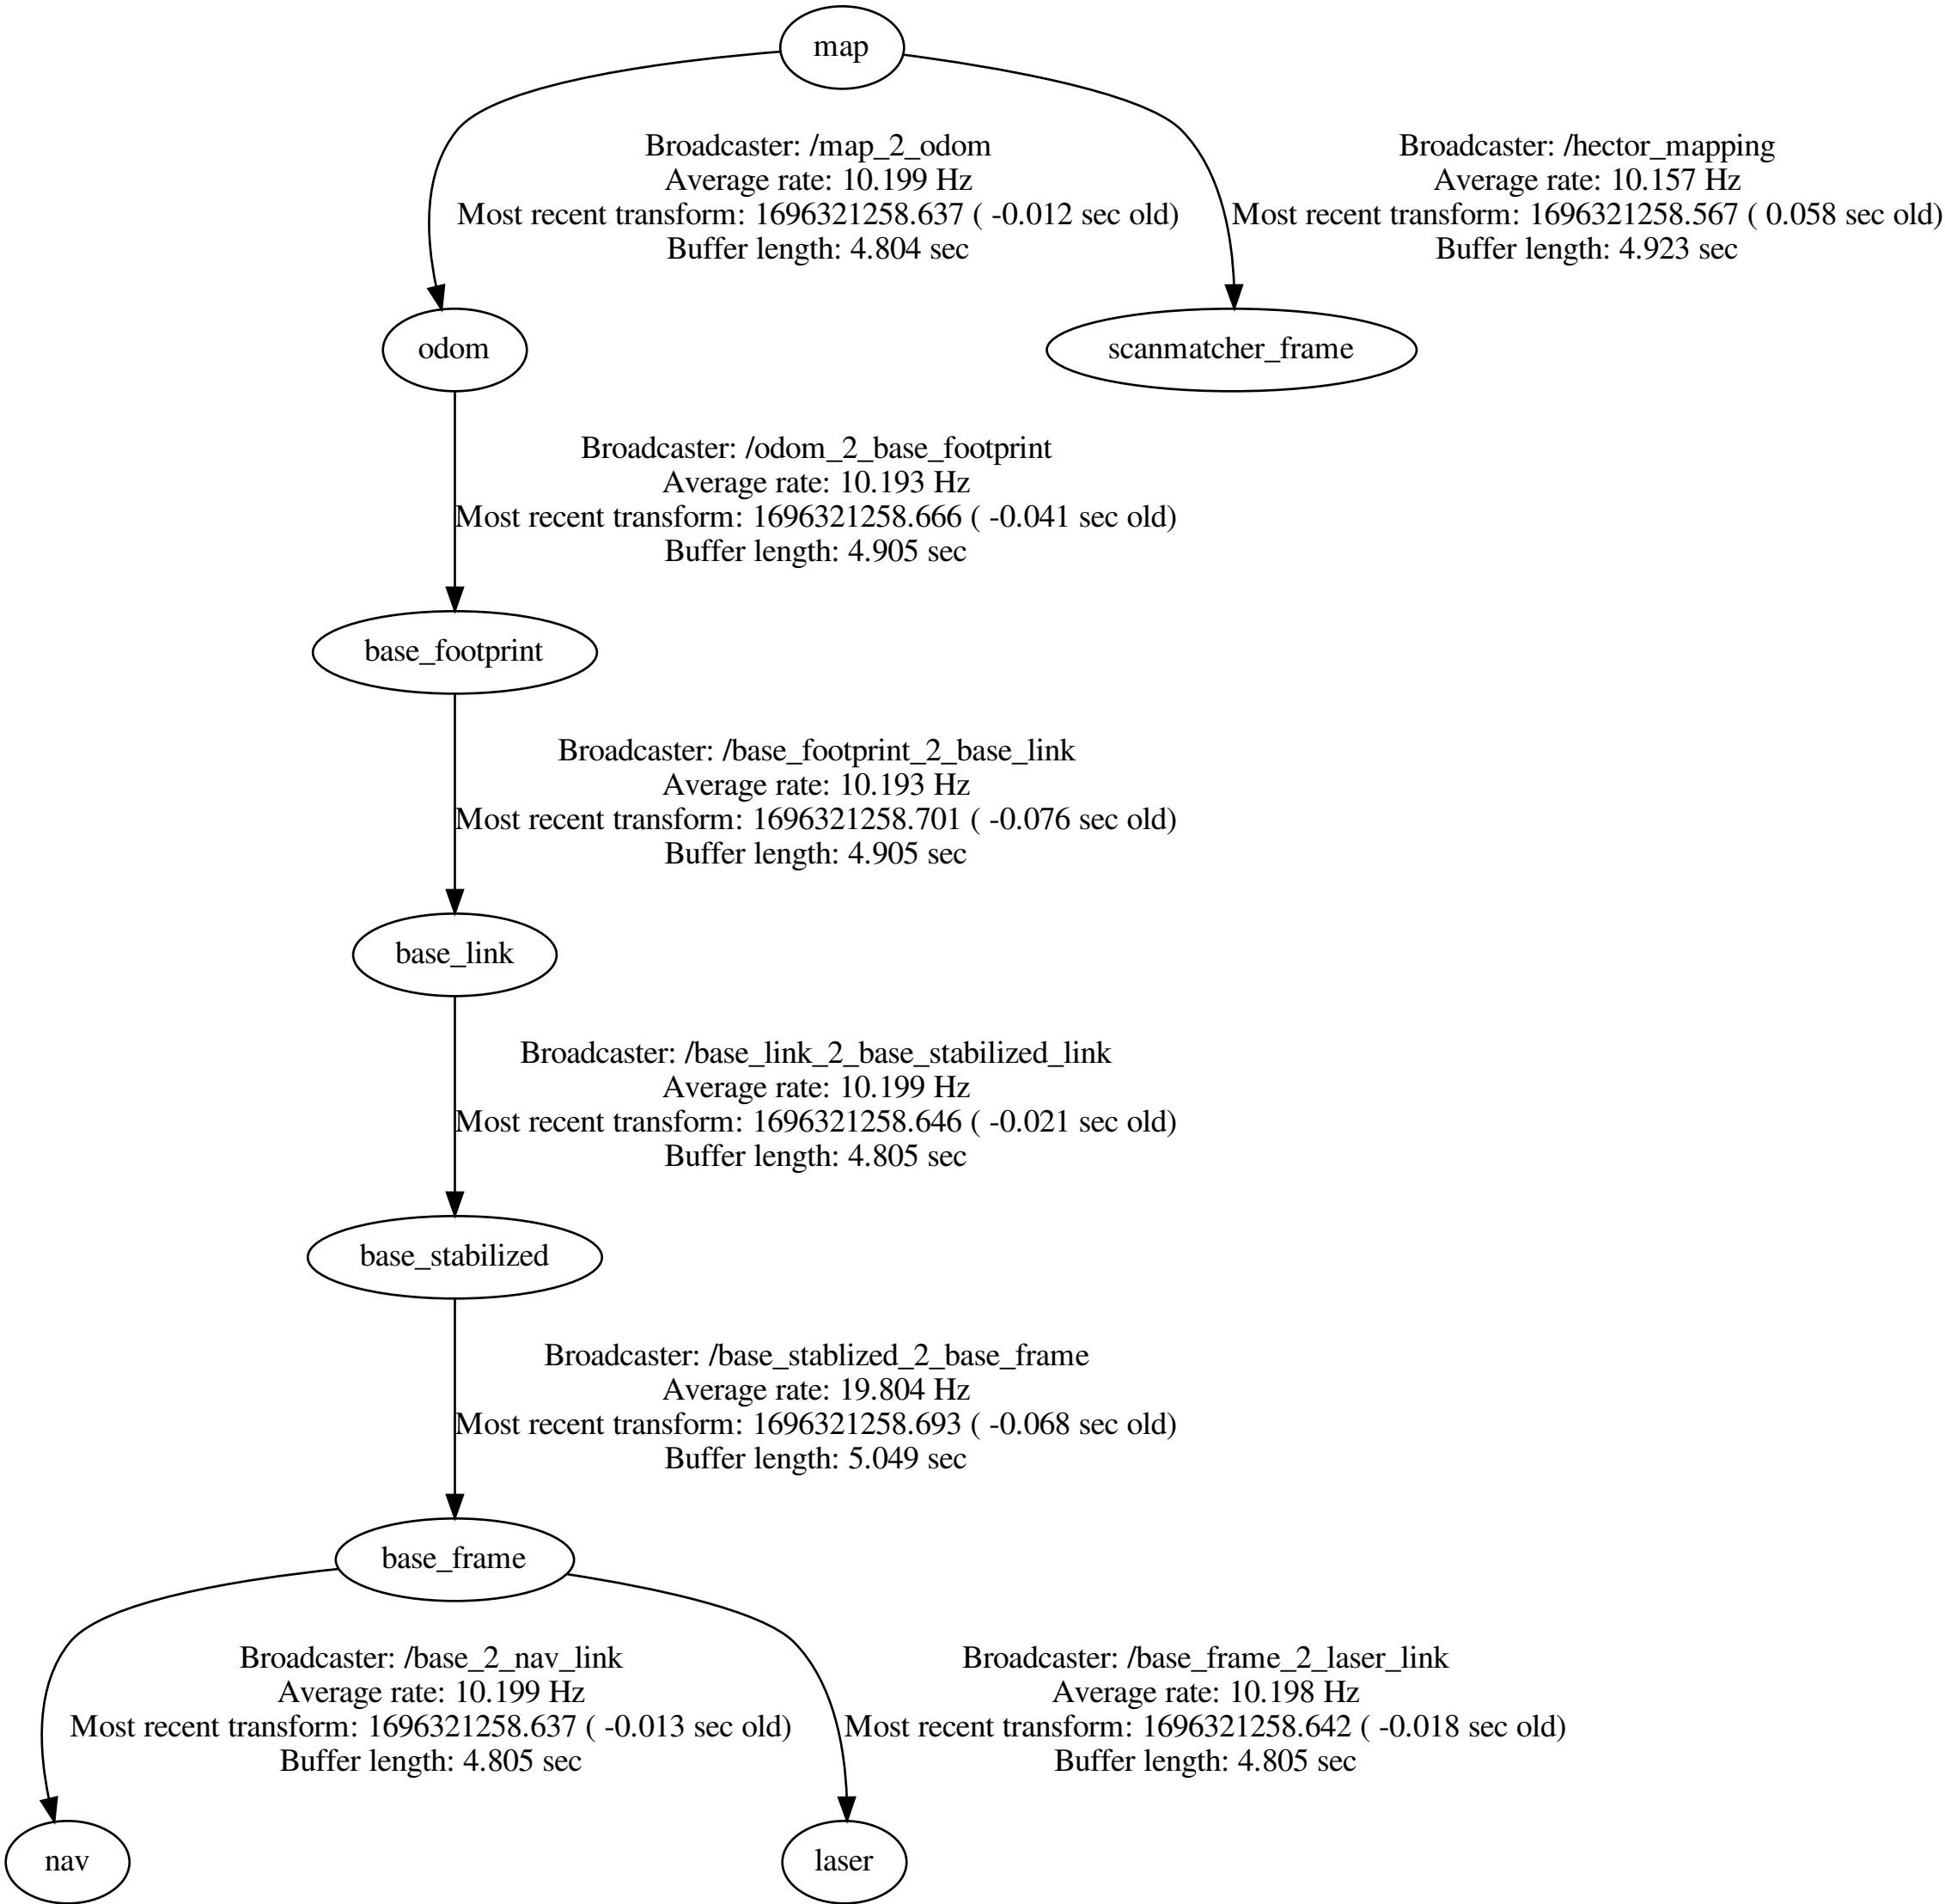 map
Broadcaster: /map_2_odom
Average rate: 10.199 Hz
Most recent transform: 1696321258.637 ( -0.012 sec old)
Buffer length: 4.804 sec
Broadcaster: /hector_mapping
Average rate: 10.157 Hz
Most recent transform: 1696321258.567 ( 0.058 sec old)
Buffer length: 4.923 sec
odom
scanmatcher_frame
Broadcaster: /odom_2_base_footprint
Average rate: 10.193 Hz
Most recent transform: 1696321258.666 ( -0.041 sec old)
Buffer length: 4.905 sec
base_footprint
Broadcaster: /base_footprint_2_base_link
Average rate: 10.193 Hz
Most recent transform: 1696321258.701 ( -0.076 sec old)
Buffer length: 4.905 sec
base_link
Broadcaster: /base_link_2_base_stabilized_link
Average rate: 10.199 Hz
Most recent transform: 1696321258.646 ( -0.021 sec old)
Buffer length: 4.805 sec
base_stabilized
Broadcaster: /base_stablized_2_base_frame
Average rate: 19.804 Hz
Most recent transform: 1696321258.693 ( -0.068 sec old)
Buffer length: 5.049 sec
base_frame
Broadcaster: /base_2_nav_link
Average rate: 10.199 Hz
Most recent transform: 1696321258.637 ( -0.013 sec old)
Buffer length: 4.805 sec
Broadcaster: /base_frame_2_laser_link
Average rate: 10.198 Hz
Most recent transform: 1696321258.642 ( -0.018 sec old)
Buffer length: 4.805 sec
nav
laser